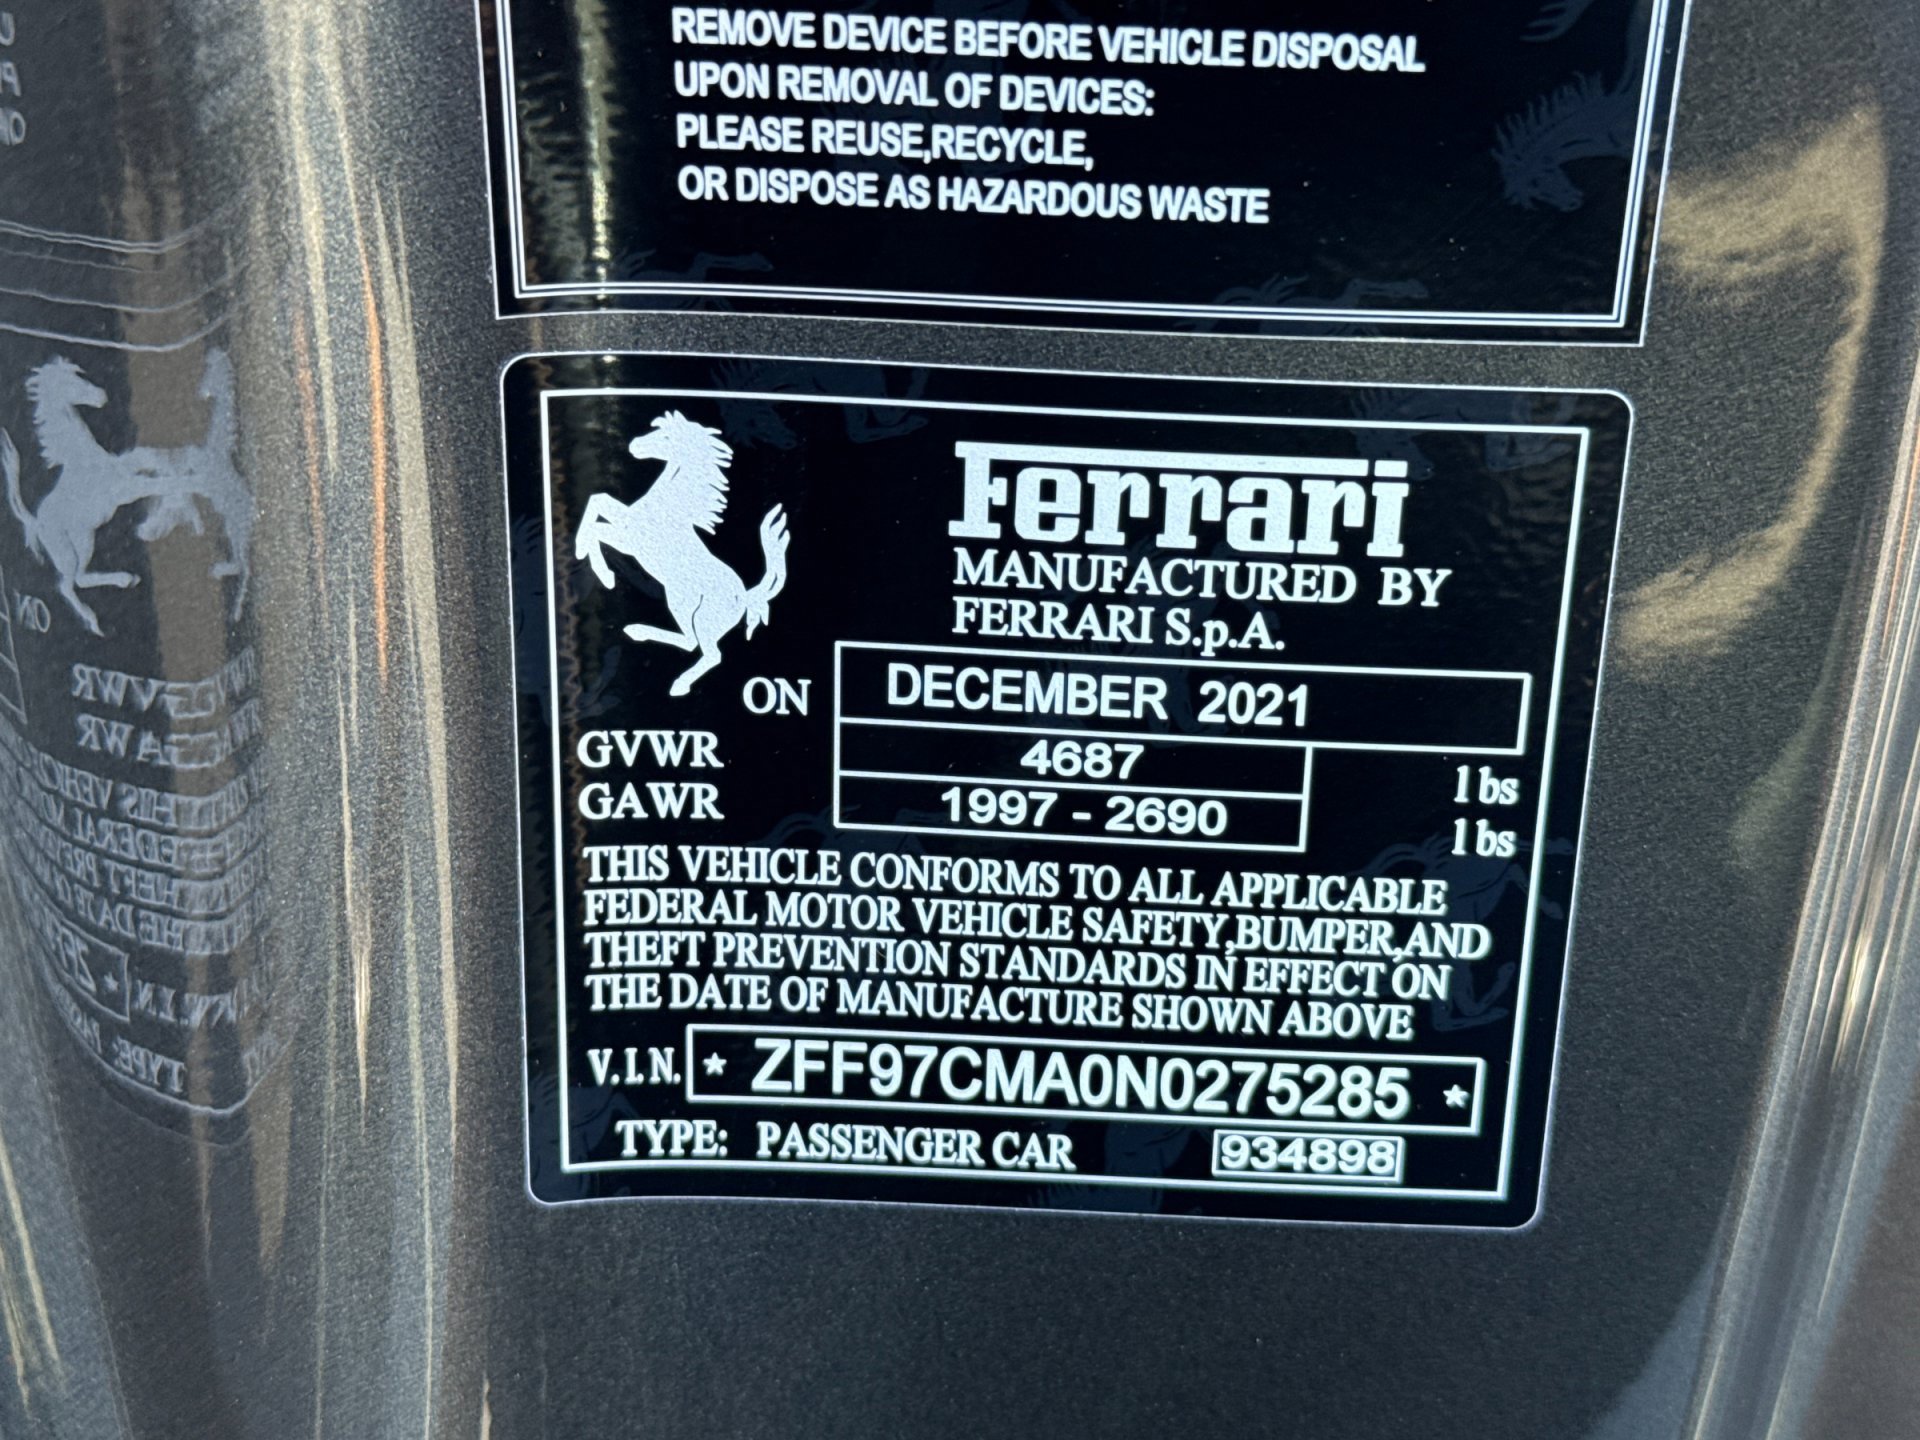 REMOVE DEVICE BEFORE VEHICLE DISPOSAL
UPON REMOVAL OF DEVICES:
PLEASE REUSE,RECYCLE,
OR DISPOSE AS HAZARDOUS WASTE
Ferrari
MANUFACTURED BY
FERRARI S.p.A.
ON DECEMBER 2021
GVWR 4687 lbs
GAWR 1997 - 2690 lbs
THIS VEHICLE CONFORMS TO ALL APPLICABLE
FEDERAL MOTOR VEHICLE SAFETY,BUMPER,AND
THEFT PREVENTION STANDARDS IN EFFECT ON
THE DATE OF MANUFACTURE SHOWN ABOVE
V.I.N. * ZFF97CMA0N0275285 *
TYPE: PASSENGER CAR 934898